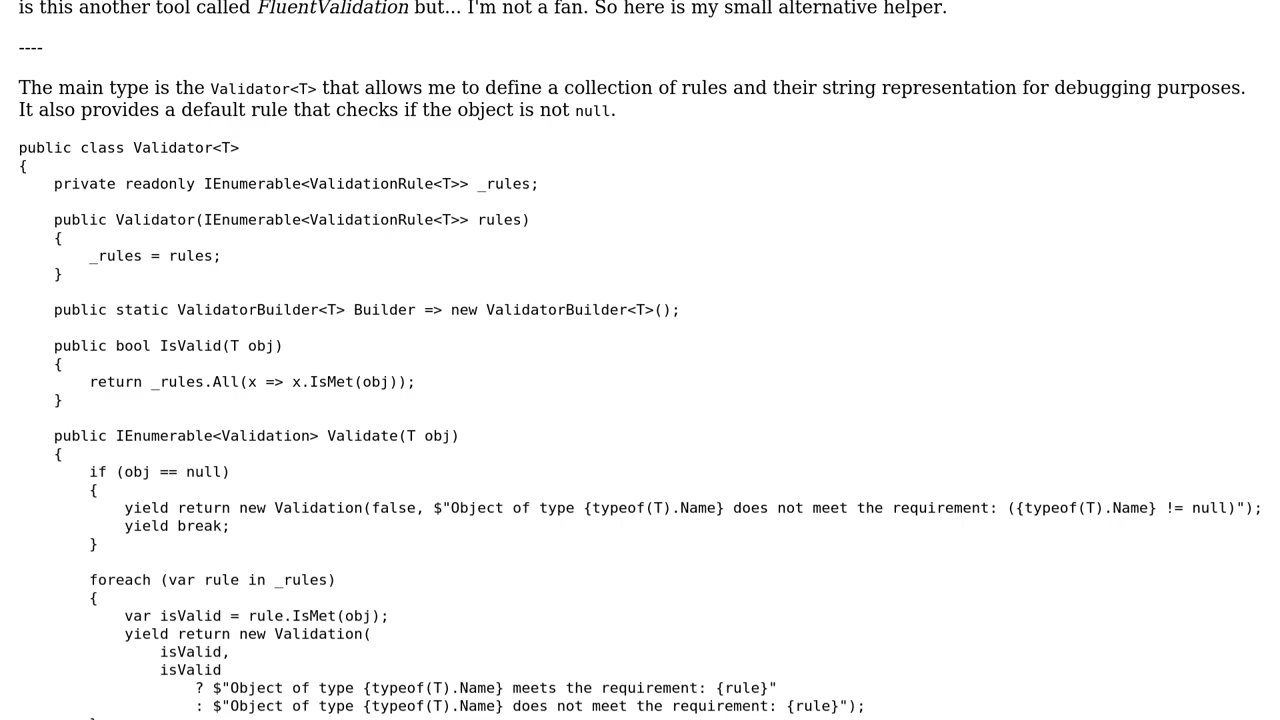 is this another tool called FluentValidation but... I'm not a fan. So here is my small alternative helper.
----
The main type is the Validator<T> that allows me to define a collection of rules and their string representation for debugging purposes.
It also provides a default rule that checks if the object is not null.
public class Validator<T>
{
    private readonly IEnumerable<ValidationRule<T>> _rules;
    public Validator(IEnumerable<ValidationRule<T>> rules)
    {
        _rules = rules;
    }
    public static ValidatorBuilder<T> Builder => new ValidatorBuilder<T>();
    public bool IsValid(T obj)
    {
        return _rules.All(x => x.IsMet(obj));
    }
    public IEnumerable<Validation> Validate(T obj)
    {
        if (obj == null)
        {
            yield return new Validation(false, $"Object of type {typeof(T).Name} does not meet the requirement: ({typeof(T).Name} != null)");
            yield break;
        }
        foreach (var rule in _rules)
        {
            var isValid = rule.IsMet(obj);
            yield return new Validation(
                isValid,
                isValid
                    ? $"Object of type {typeof(T).Name} meets the requirement: {rule}"
                    : $"Object of type {typeof(T).Name} does not meet the requirement: {rule}");